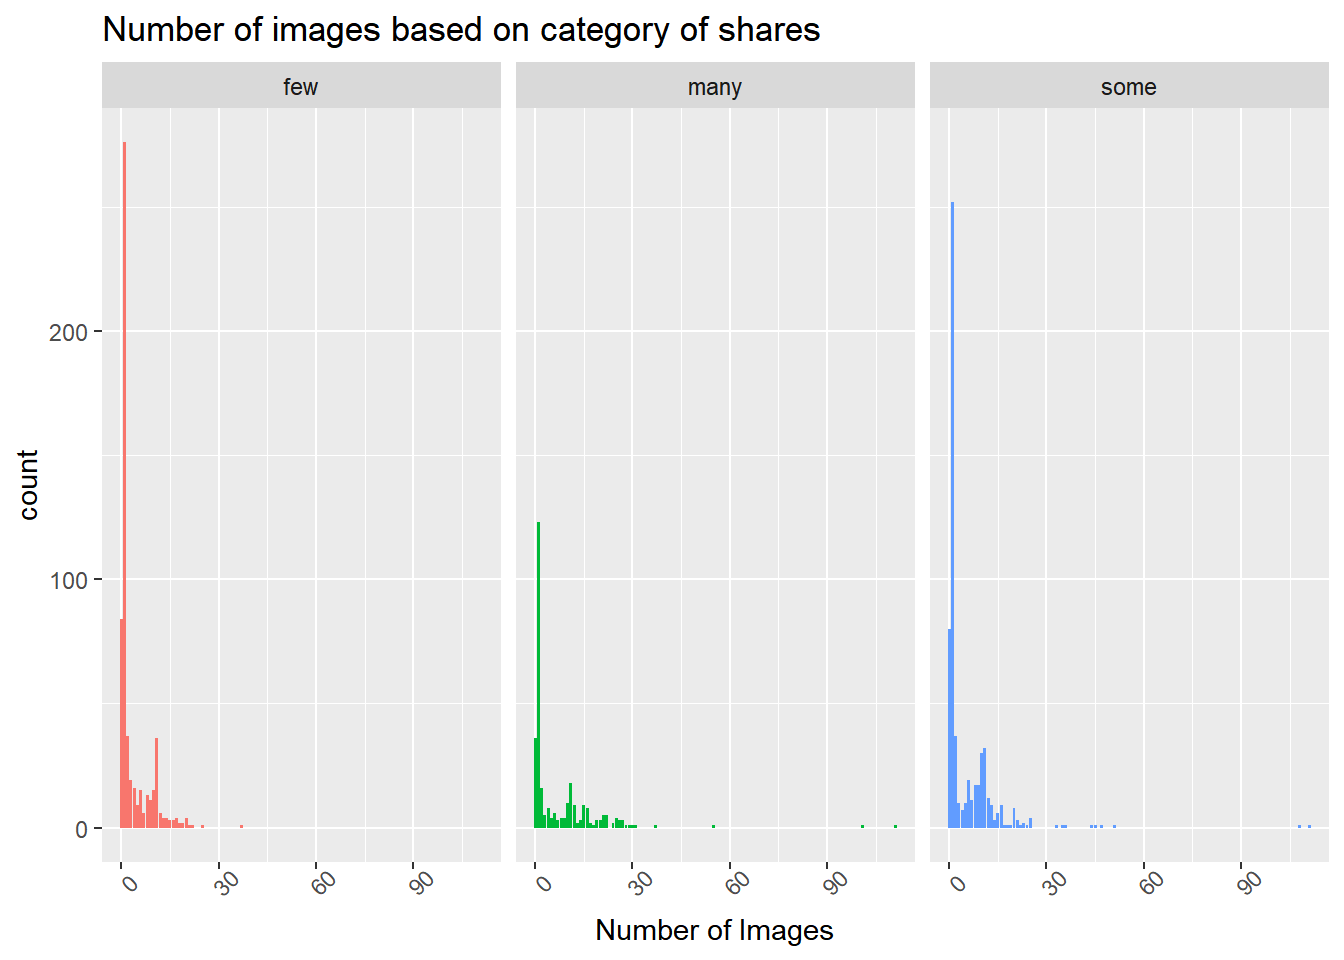 Number of images based on category of shares
few
many
some
200
100
0
count
0 30 60 90
0 30 60 90
0 30 60 90
Number of Images